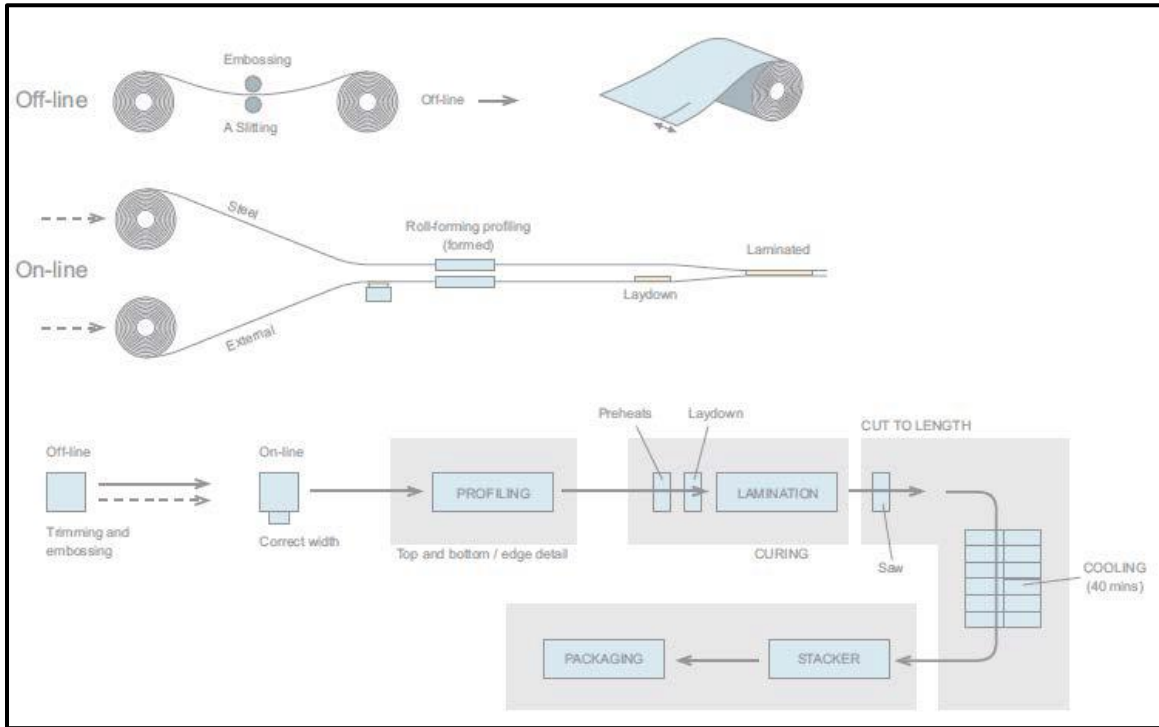 Embossing
Off-line
Off-line
A Slitting
Steel
Roll-forming profiling
(formed)
Laminated
On-line
Laydown
External
Preheats
Laydown
CUT TO LENGTH
Off-line
On-line
PROFILING
LAMINATION
Trimming and
embossing
Correct width
Top and bottom / edge detail
CURING
Saw
COOLING
(40 mins)
PACKAGING
STACKER